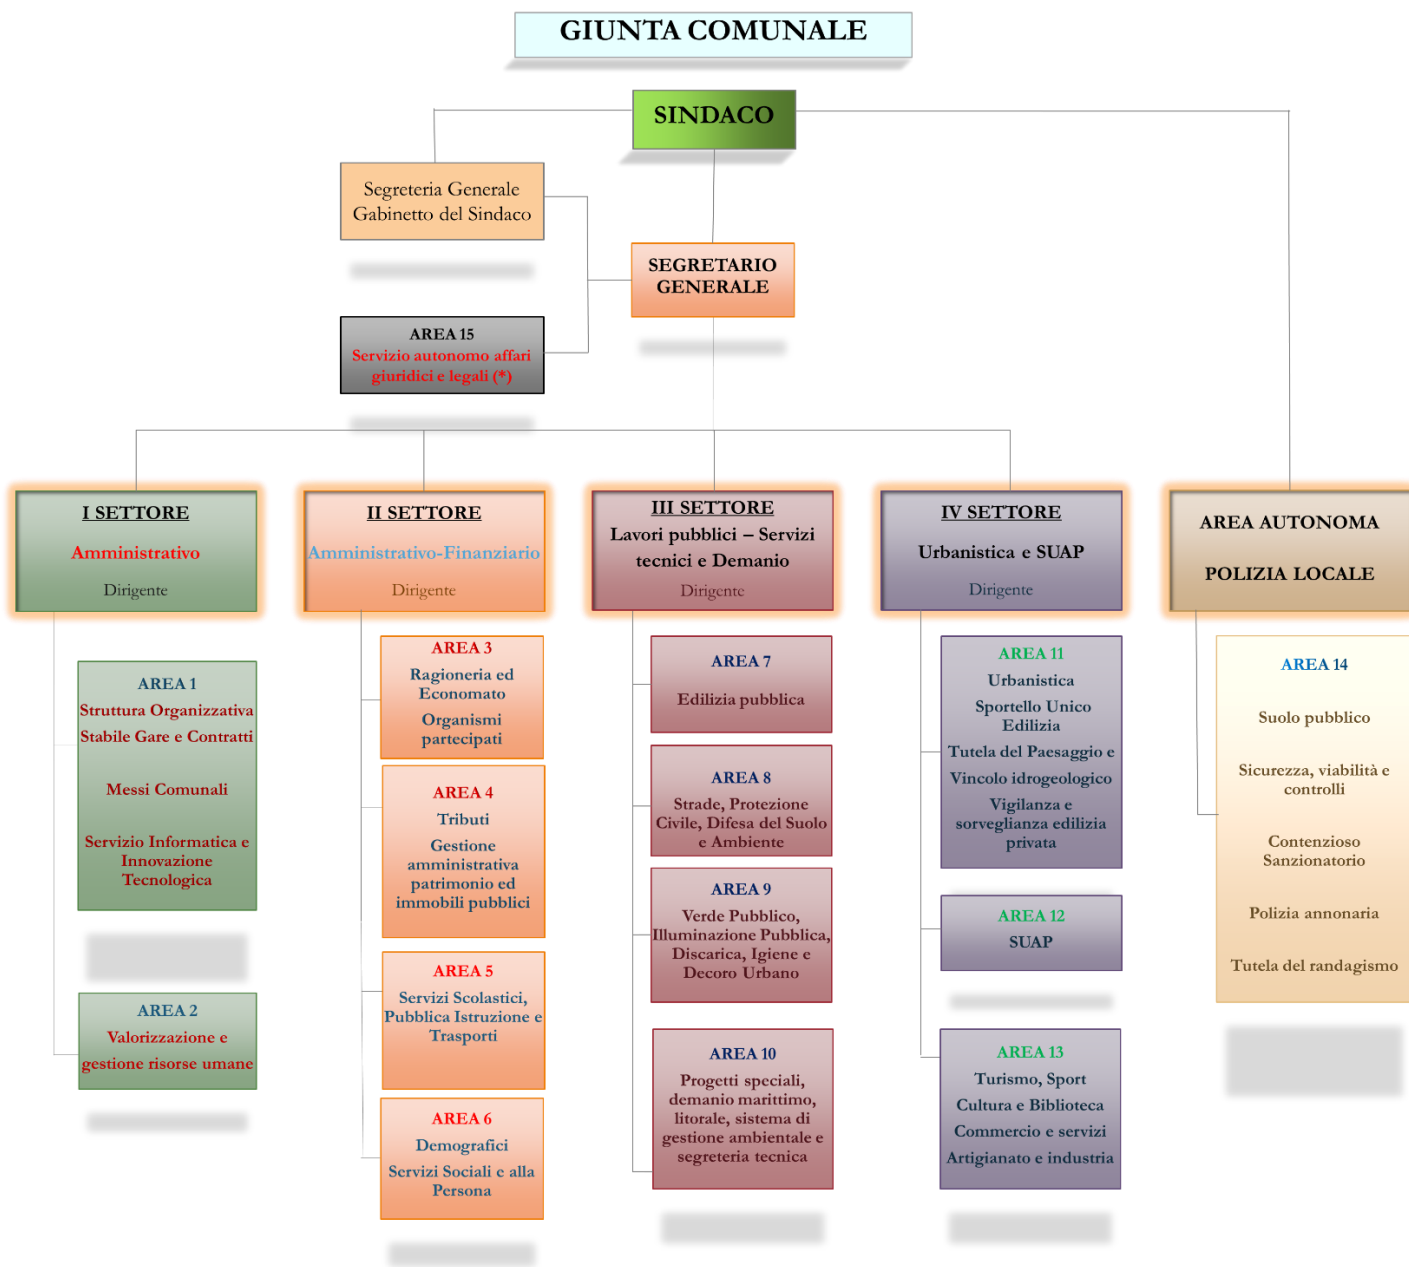 GIUNTA COMUNALE
SINDACO
Segreteria Generale
Gabinetto del Sindaco
SEGRETARIO
GENERALE
AREA 15
Servizio autonomo affari
giuridici e legali (*)
I SETTORE
Amministrativo
Dirigente
AREA 1
Struttura Organizzativa
Stabile Gare e Contratti
Messi Comunali
Servizio Informatica e
Innovazione
Tecnologica
AREA 2
Valorizzazione e
gestione risorse umane
II SETTORE
Amministrativo-Finanziario
Dirigente
AREA 3
Ragioneria ed
Economato
Organismi
partecipati
AREA 4
Tributi
Gestione
amministrativa
patrimonio ed
immobili pubblici
AREA 5
Servizi Scolastici,
Pubblica Istruzione e
Trasporti
AREA 6
Demografici
Servizi Sociali e alla
Persona
III SETTORE
Lavori pubblici – Servizi
tecnici e Demanio
Dirigente
AREA 7
Edilizia pubblica
AREA 8
Strade, Protezione
Civile, Difesa del Suolo
e Ambiente
AREA 9
Verde Pubblico,
Illuminazione Pubblica,
Discarica, Igiene e
Decoro Urbano
AREA 10
Progetti speciali,
demanio marittimo,
litorale, sistema di
gestione ambientale e
segreteria tecnica
IV SETTORE
Urbanistica e SUAP
Dirigente
AREA 11
Urbanistica
Sportello Unico
Edilizia
Tutela del Paesaggio e
Vincolo idrogeologico
Vigilanza e
sorveglianza edilizia
privata
AREA 12
SUAP
AREA 13
Turismo, Sport
Cultura e Biblioteca
Commercio e servizi
Artigianato e industria
AREA AUTONOMA
POLIZIA LOCALE
AREA 14
Suolo pubblico
Sicurezza, viabilità e
controlli
Contenzioso
Sanzionatorio
Polizia annonaria
Tutela del randagismo